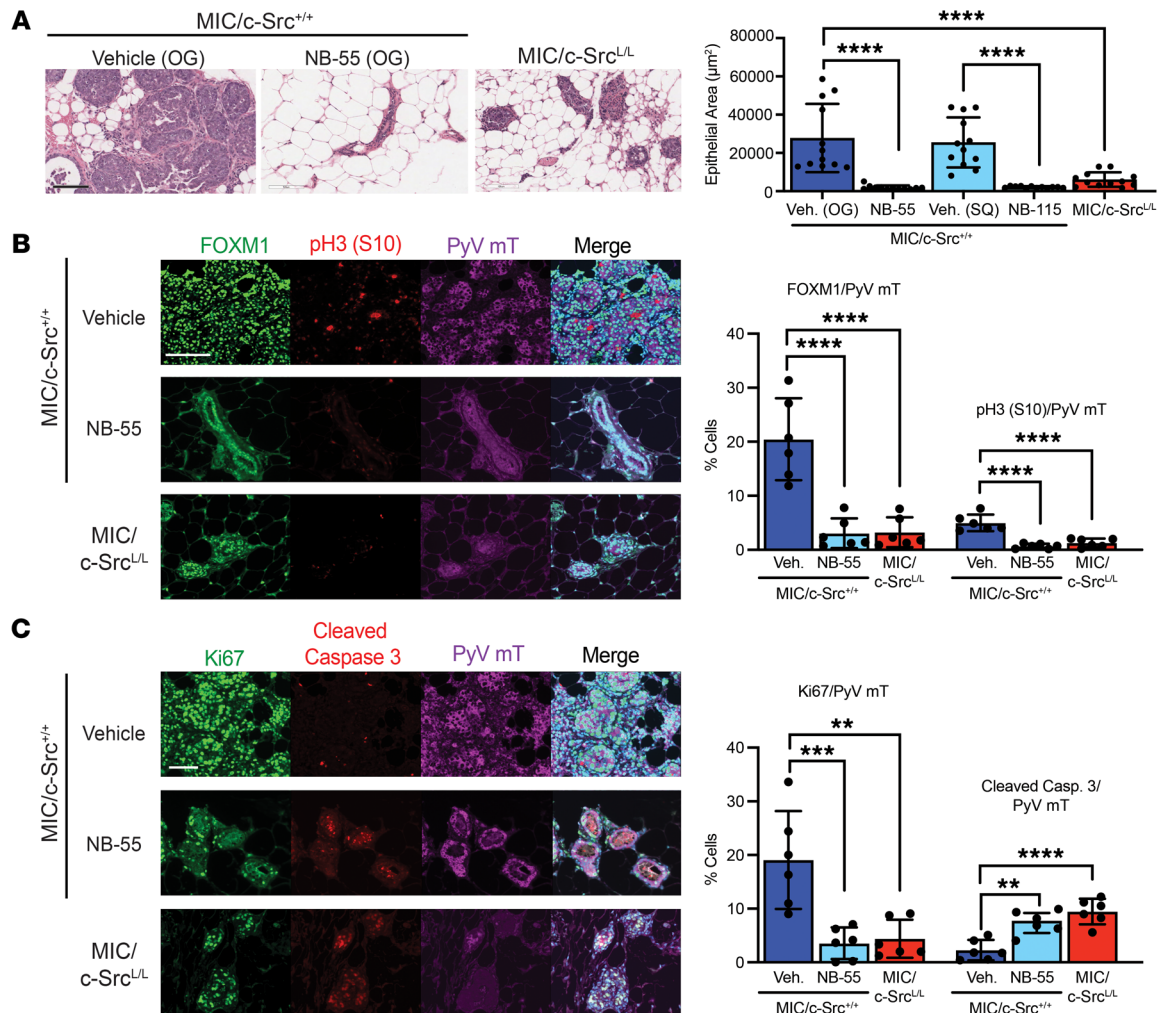 A
MIC/c-Src+/+
Vehicle (OG)
NB-55 (OG)
MIC/c-SrcL/L
Epithelial Area (µm2)
80000
60000
40000
20000
0
****
****
****
Veh. (OG)
NB-55
Veh. (SQ)
NB-115
MIC/c-SrcL/L
MIC/c-Src+/+
B
FOXM1
pH3 (S10)
PyV mT
Merge
MIC/c-Src+/+
Vehicle
NB-55
MIC/
c-SrcL/L
FOXM1/PyV mT
% Cells
40
30
20
10
0
****
****
pH3 (S10)/PyV mT
****
****
Veh.
NB-55
MIC/
c-SrcL/L
MIC/c-Src+/+
Veh.
NB-55
MIC/
c-SrcL/L
MIC/c-Src+/+
C
Ki67
Cleaved
Caspase 3
PyV mT
Merge
MIC/c-Src+/+
Vehicle
NB-55
MIC/
c-SrcL/L
Ki67/PyV mT
% Cells
40
30
20
10
0
**
***
Cleaved Casp. 3/
PyV mT
****
**
Veh.
NB-55
MIC/
c-SrcL/L
MIC/c-Src+/+
Veh.
NB-55
MIC/
c-SrcL/L
MIC/c-Src+/+